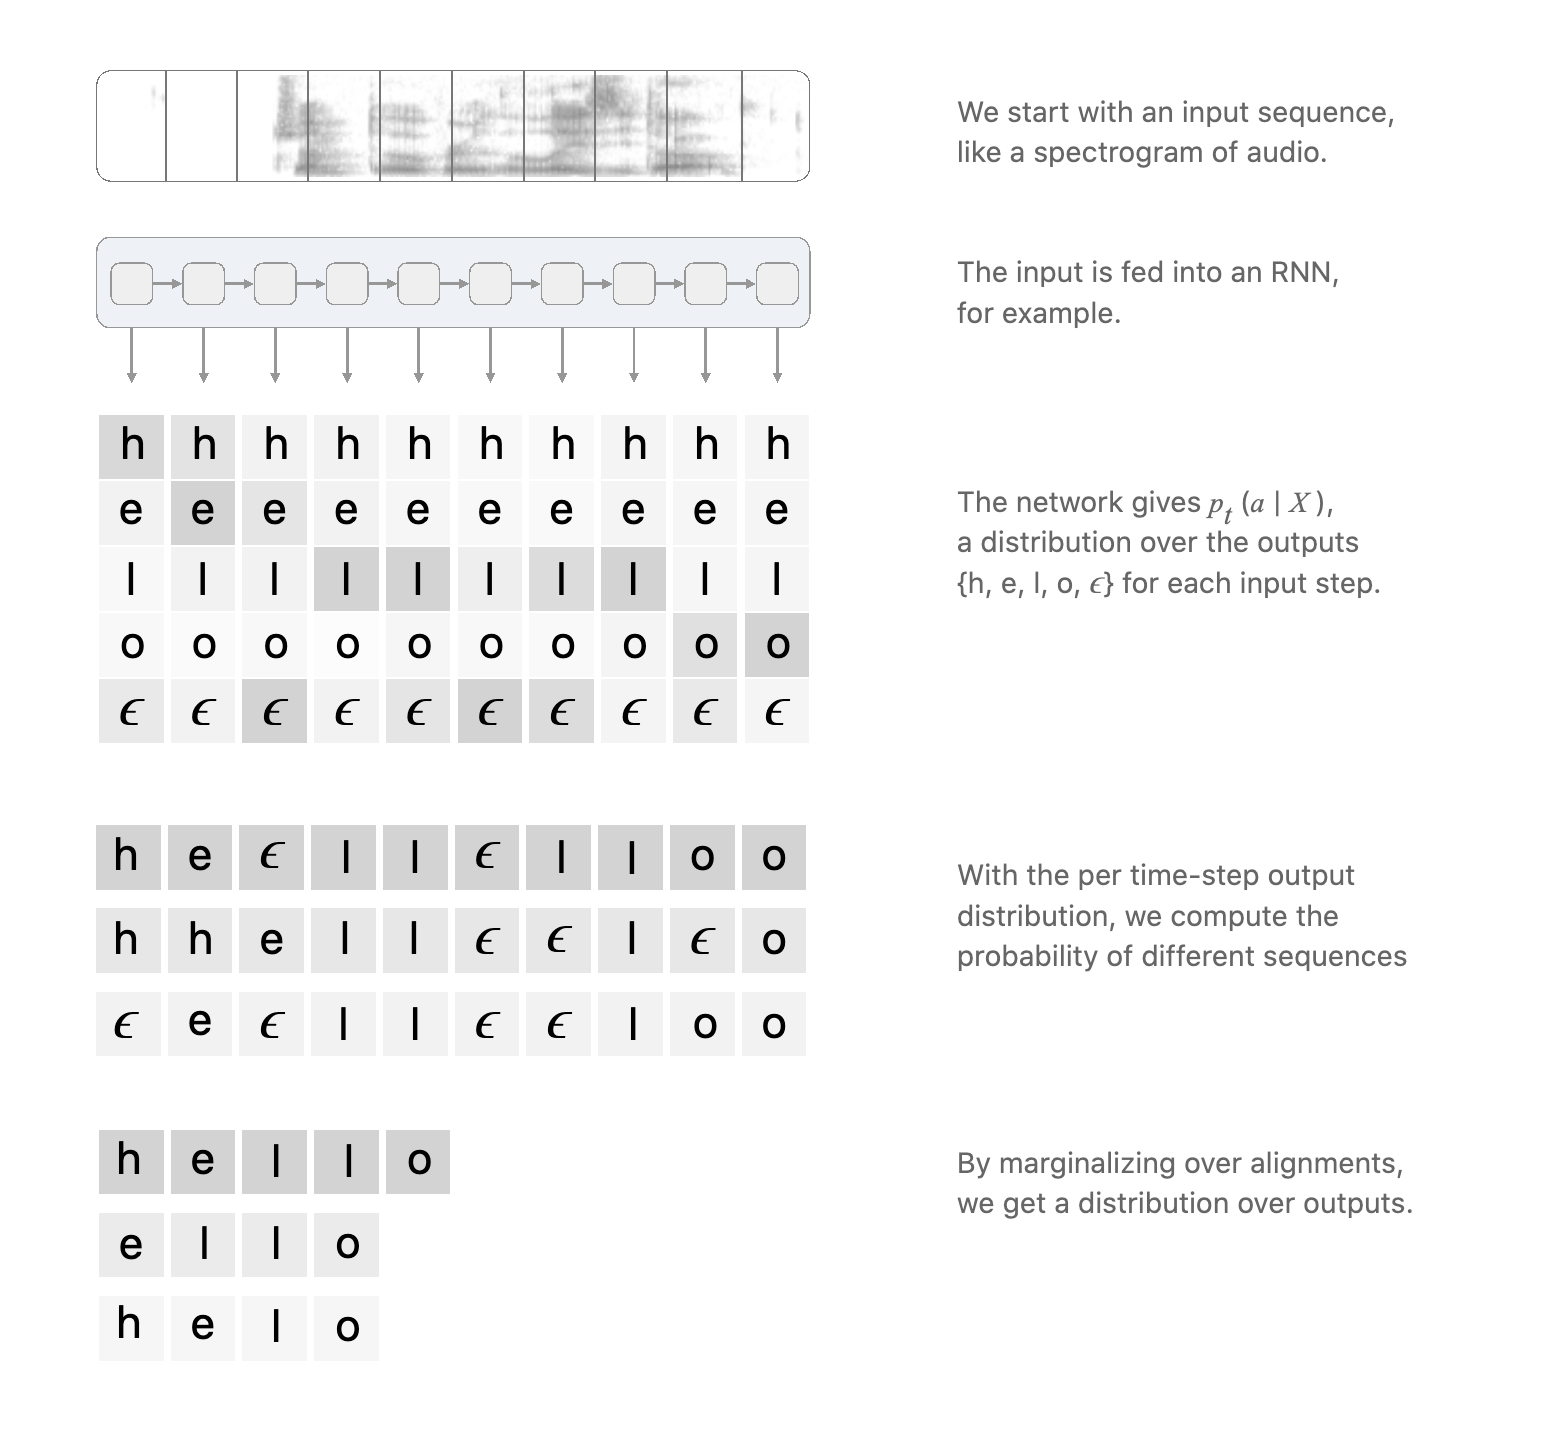 We start with an input sequence,
like a spectrogram of audio.
The input is fed into an RNN,
for example.
h h h h h h h h h h
e e e e e e e e e e
l l l l l l l l l l
o o o o o o o o o o
ϵ ϵ ϵ ϵ ϵ ϵ ϵ ϵ ϵ ϵ
The network gives pₜ (a | X),
a distribution over the outputs
{h, e, l, o, ϵ} for each input step.
h e ϵ l l ϵ l l o o
h h e l l ϵ ϵ l ϵ o
ϵ e ϵ l l ϵ ϵ l o o
With the per time-step output
distribution, we compute the
probability of different sequences
h e l l o
e l l o
h e l o
By marginalizing over alignments,
we get a distribution over outputs.